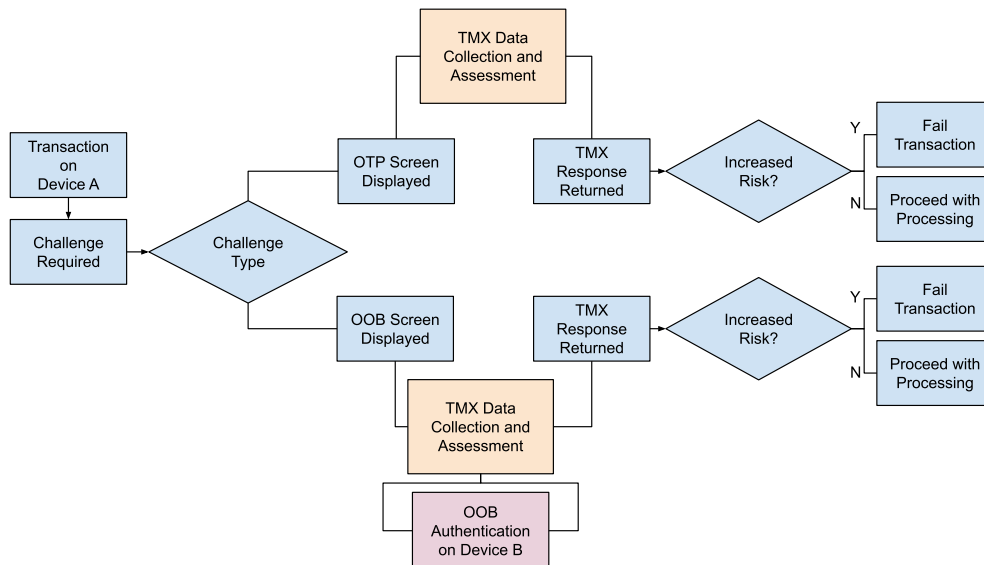 TMX Data
Collection and
Assessment
Transaction
on
Device A
OTP Screen
Displayed
TMX
Response
Returned
Increased
Risk?
Y
Fail
Transaction
N
Proceed with
Processing
Challenge
Required
Challenge
Type
OOB Screen
Displayed
TMX
Response
Returned
Increased
Risk?
Y
Fail
Transaction
N
Proceed with
Processing
TMX Data
Collection and
Assessment
OOB
Authentication
on Device B